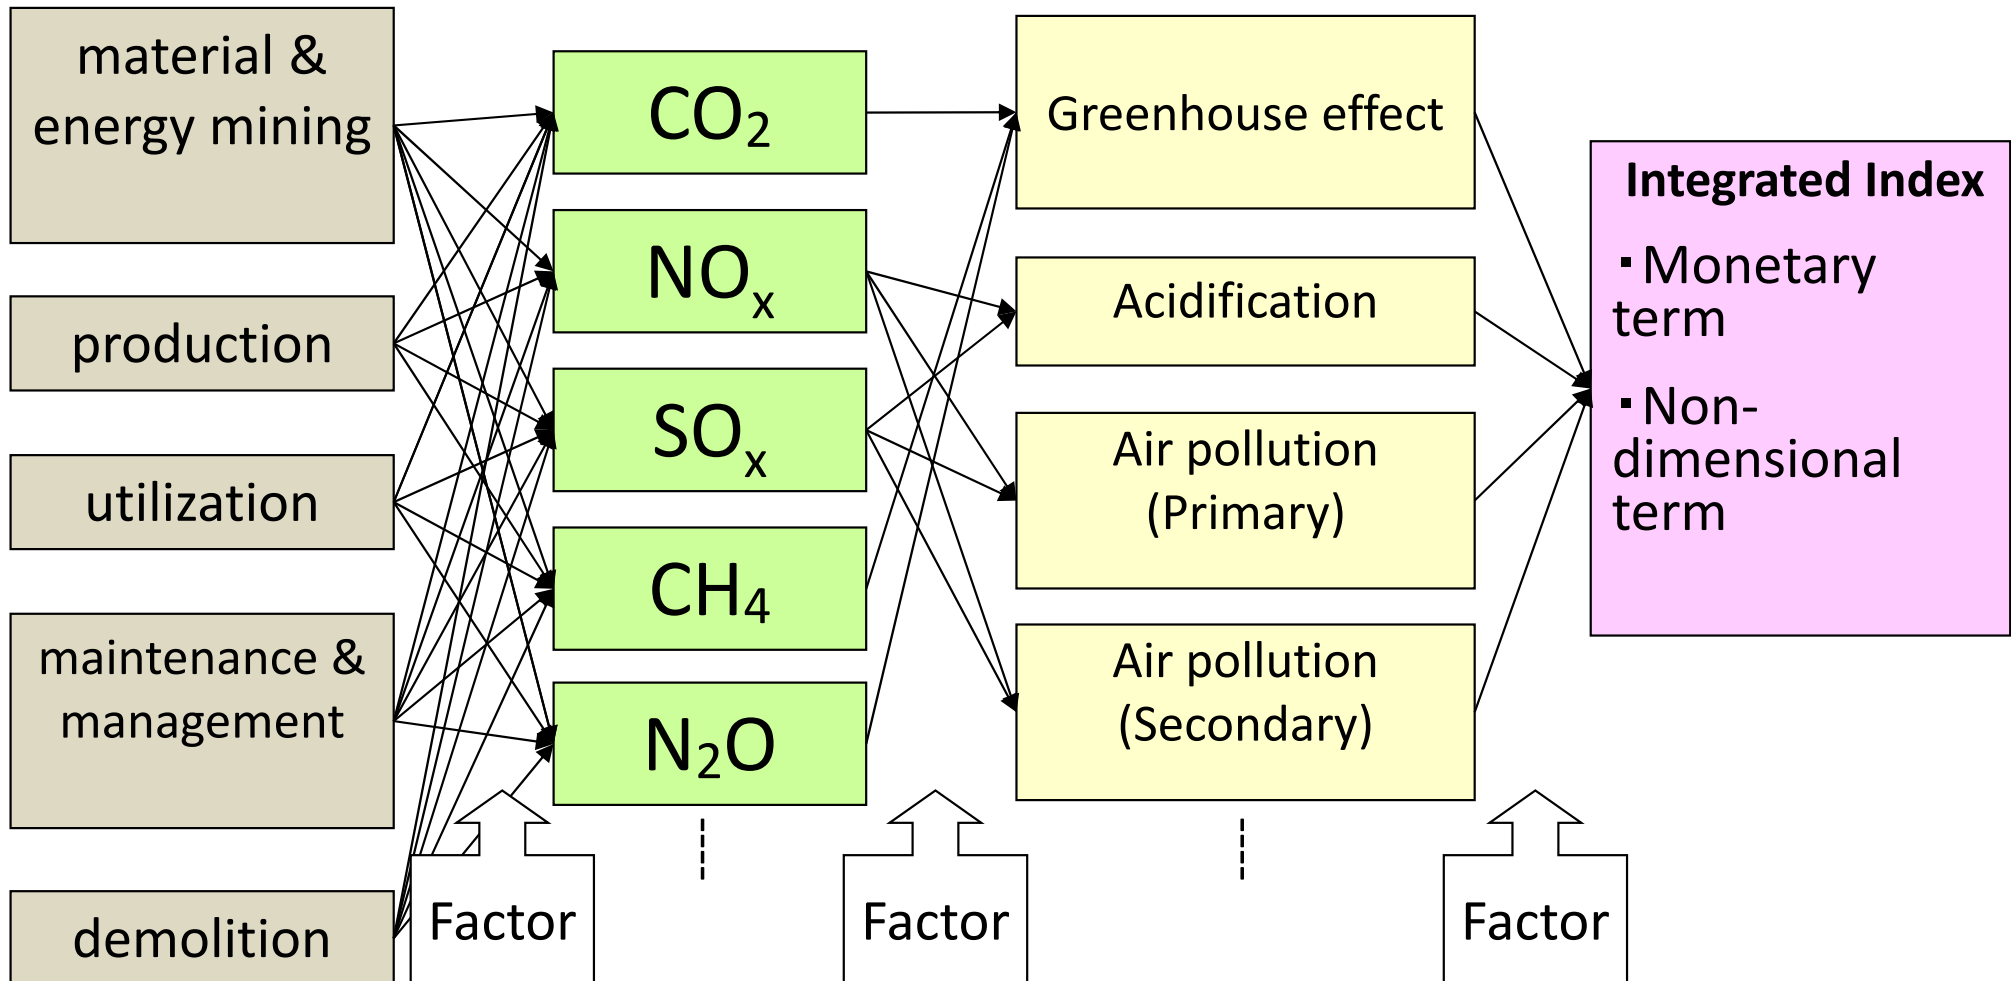 material &
energy mining
production
utilization
maintenance &
management
demolition
CO₂
NOₓ
SOₓ
CH₄
N₂O
Greenhouse effect
Acidification
Air pollution
(Primary)
Air pollution
(Secondary)
Integrated Index
・Monetary
term
・Non-
dimensional
term
Factor
Factor
Factor